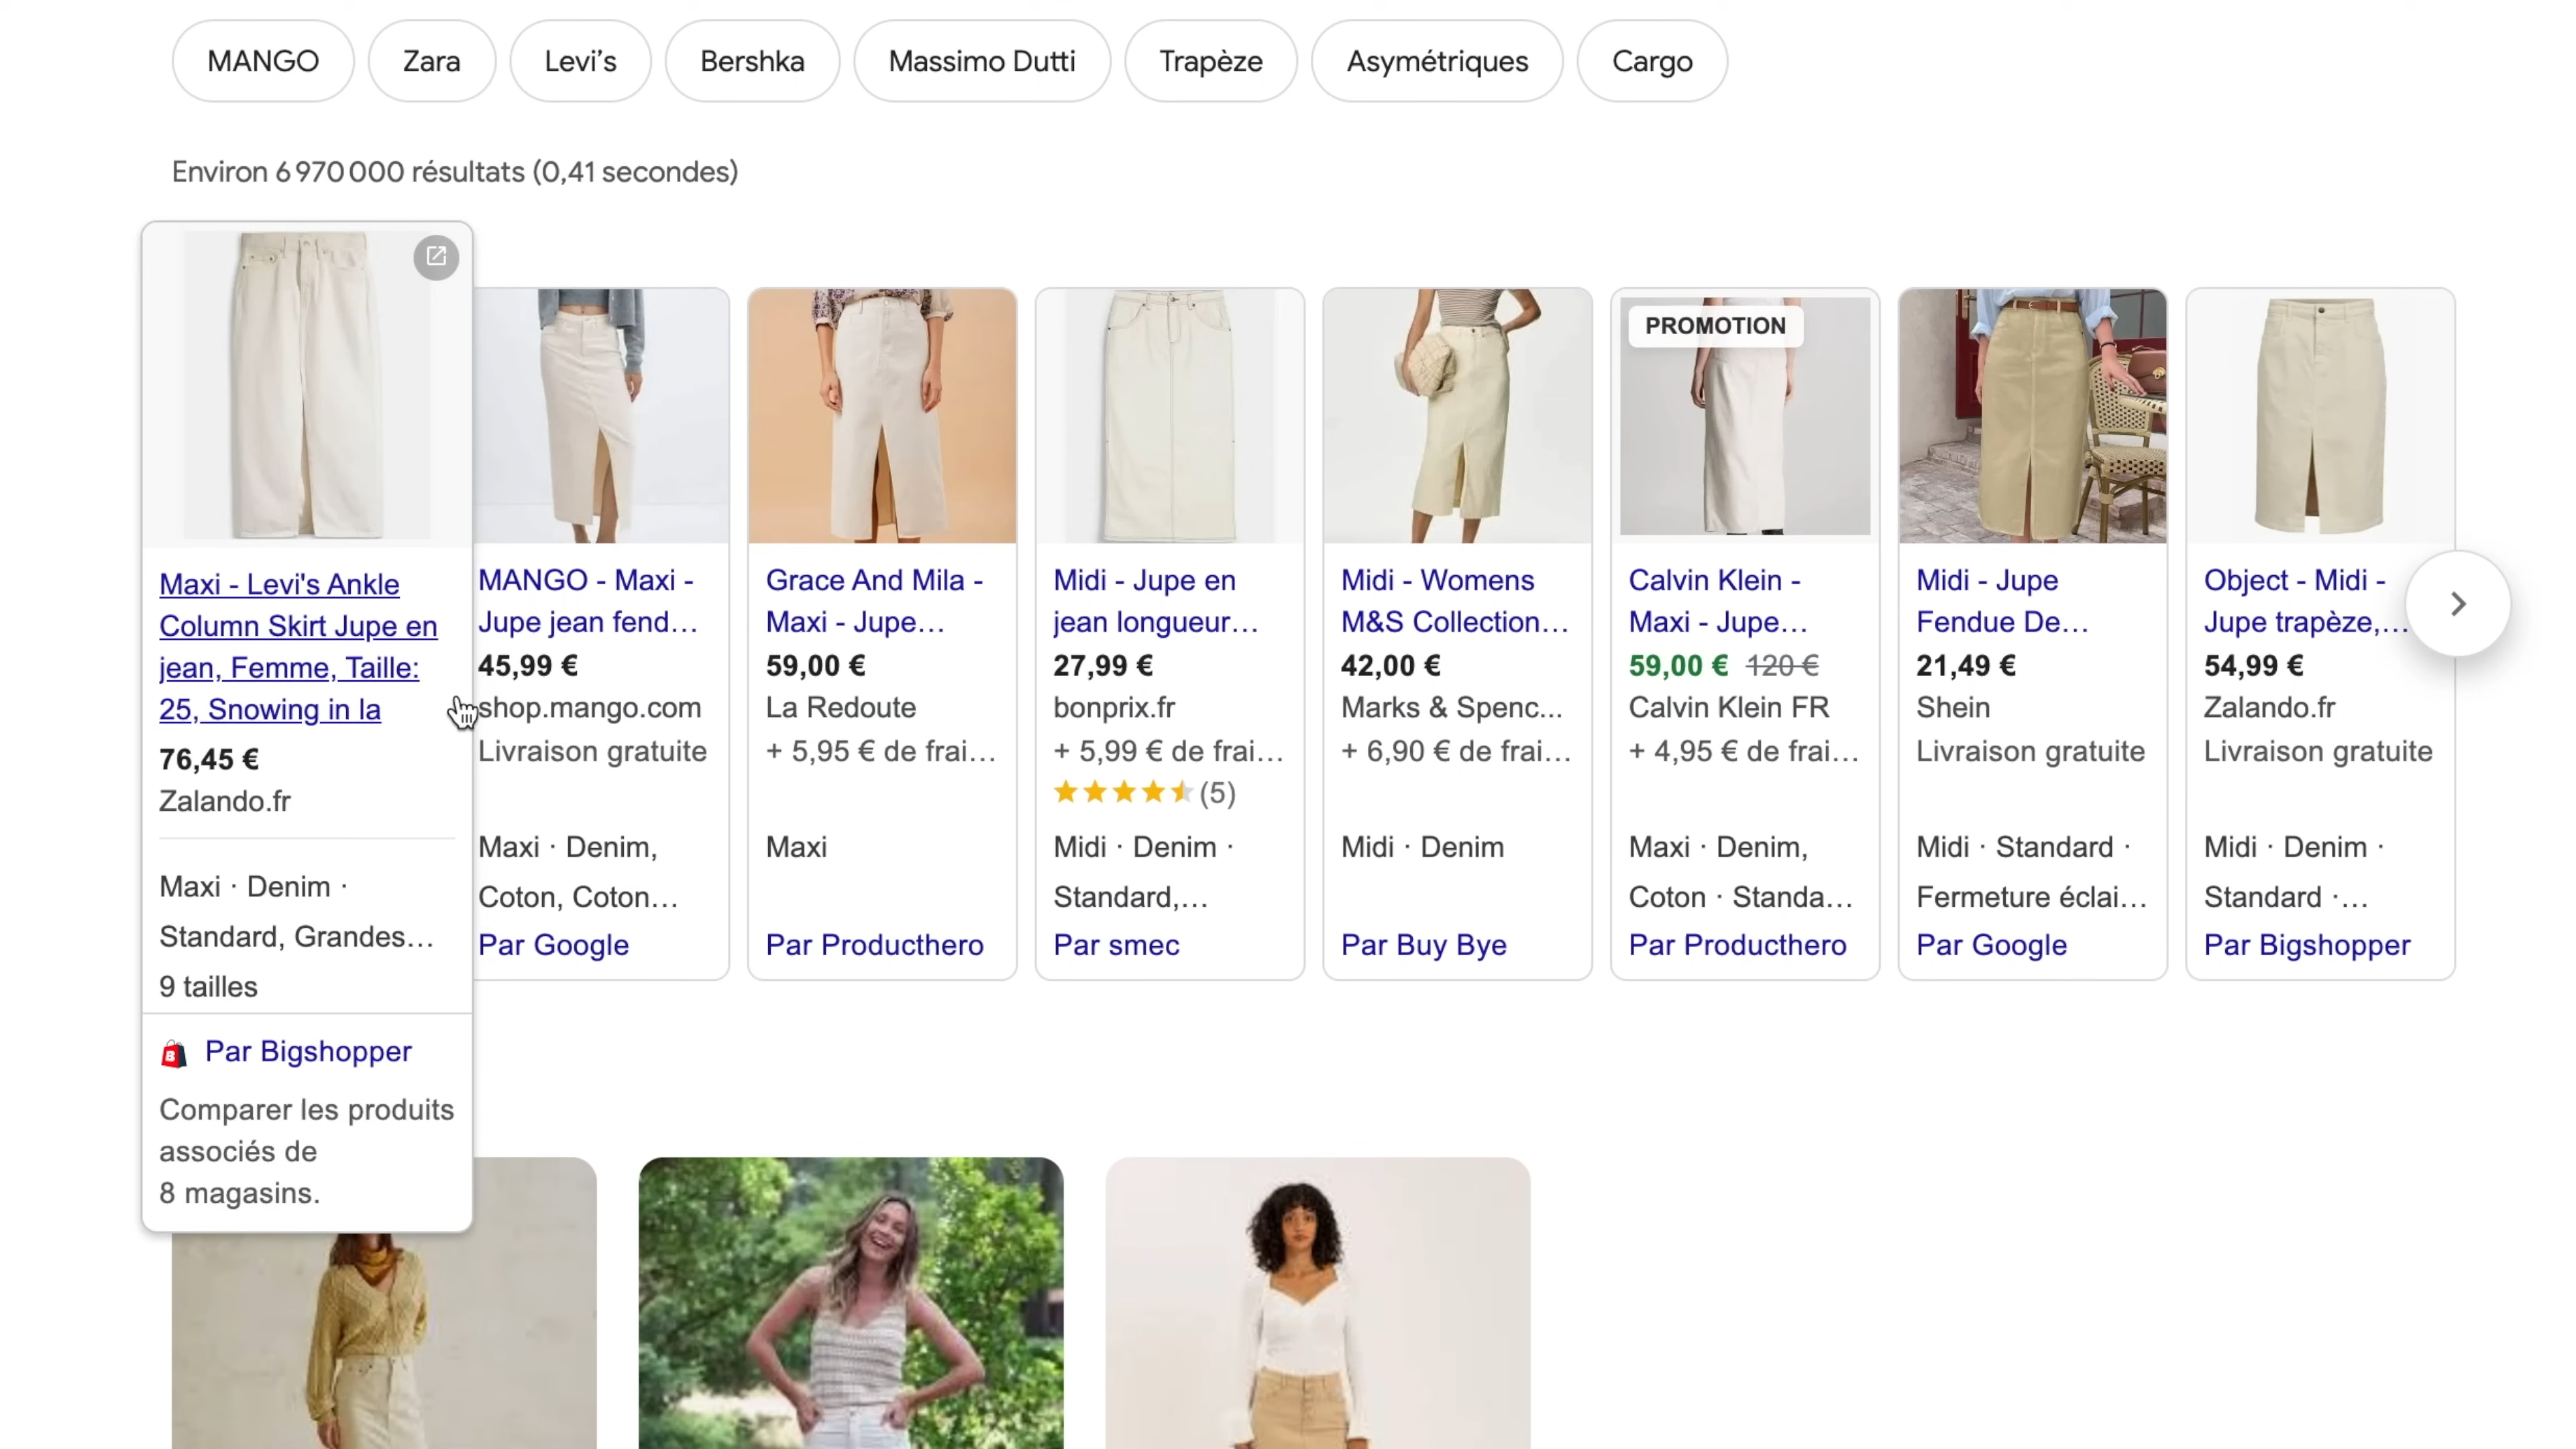 MANGO
Zara
Levi’s
Bershka
Massimo Dutti
Trapèze
Asymétriques
Cargo
Environ 6 970 000 résultats (0,41 secondes)
Maxi - Levi's Ankle
Column Skirt Jupe en
jean, Femme, Taille:
25, Snowing in la
76,45 €
Zalando.fr
Maxi · Denim ·
Standard, Grandes...
9 tailles
B
Par Bigshopper
Comparer les produits
associés de
8 magasins.
MANGO - Maxi -
Jupe jean fend...
45,99 €
shop.mango.com
Livraison gratuite
Maxi · Denim,
Coton, Coton...
Par Google
Grace And Mila -
Maxi - Jupe...
59,00 €
La Redoute
+ 5,95 € de frai...
Maxi
Par Producthero
Midi - Jupe en
jean longueur...
27,99 €
bonprix.fr
+ 5,99 € de frai...
(5)
Midi · Denim ·
Standard,...
Par smec
Midi - Womens
M&S Collection...
42,00 €
Marks & Spenc...
+ 6,90 € de frai...
Midi · Denim
Par Buy Bye
PROMOTION
Calvin Klein -
Maxi - Jupe...
59,00 € 120 €
Calvin Klein FR
+ 4,95 € de frai...
Maxi · Denim,
Coton · Standa...
Par Producthero
Midi - Jupe
Fendue De...
21,49 €
Shein
Livraison gratuite
Midi · Standard ·
Fermeture éclai...
Par Google
Object - Midi -
Jupe trapèze,...
54,99 €
Zalando.fr
Livraison gratuite
Midi · Denim ·
Standard ·...
Par Bigshopper